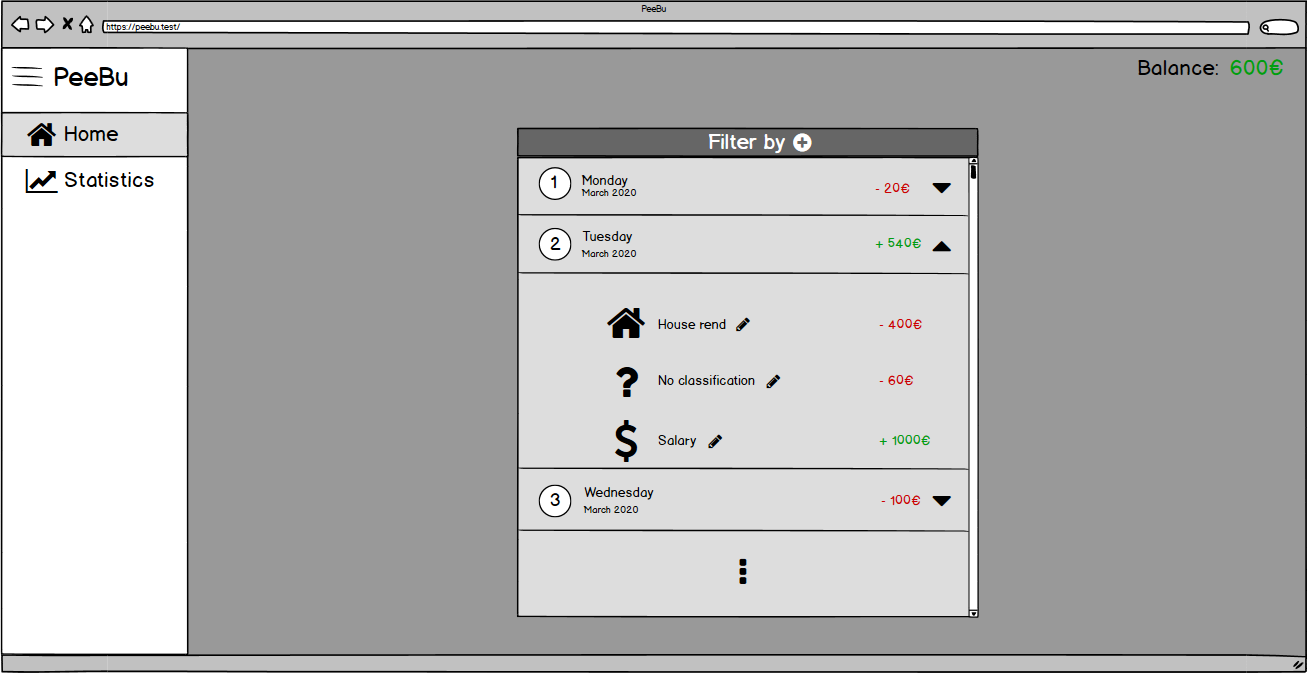 PeeBu
https://peebu.test/
PeeBu
Balance: 600€
Home
Statistics
Filter by
1 Monday - 20€
March 2020
2 Tuesday + 540€
March 2020
House rend - 400€
? No classification - 60€
$ Salary + 1000€
3 Wednesday - 100€
March 2020